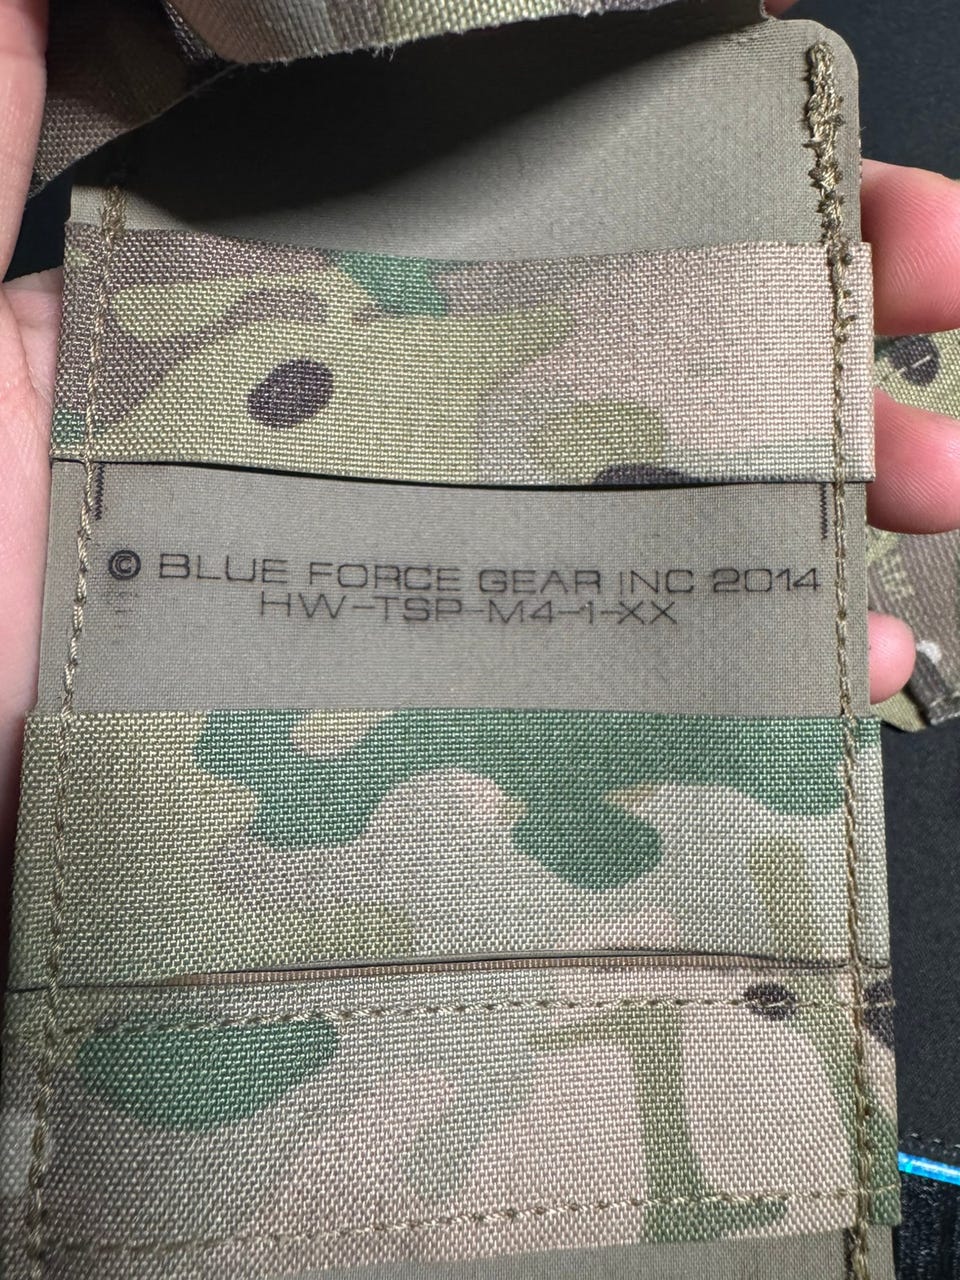 © BLUE FORCE GEAR INC 2014
HW-TSP-M4-1-XX